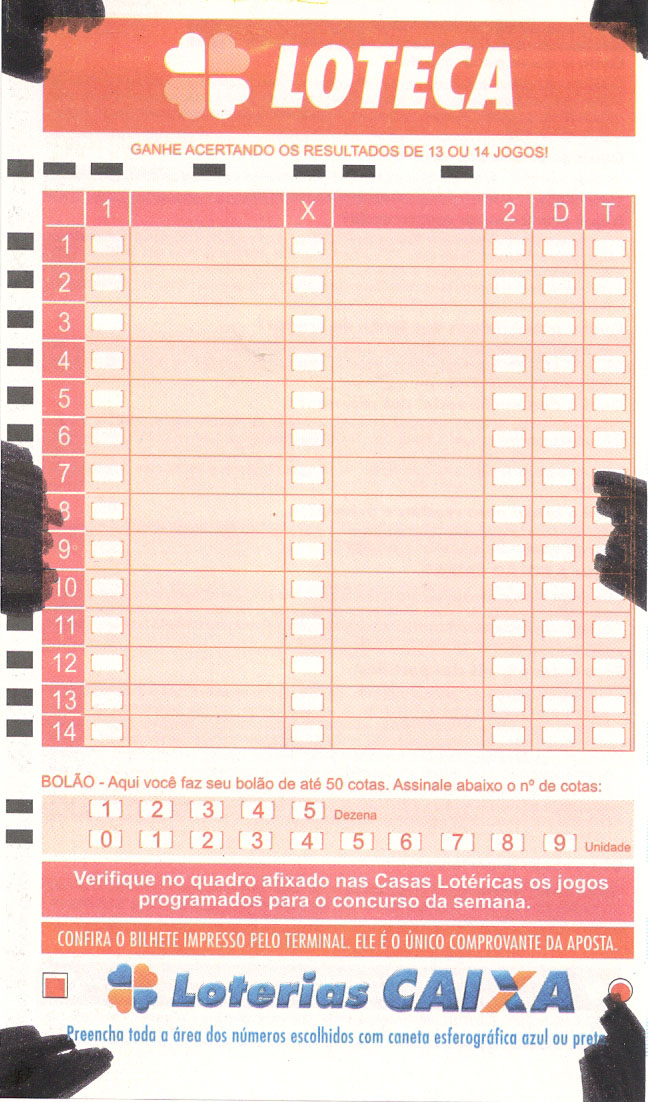 LOTECA
GANHE ACERTANDO OS RESULTADOS DE 13 OU 14 JOGOS!
1 X 2 D T
1
2
3
4
5
6
7
8
9
10
11
12
13
14
BOLÃO - Aqui você faz seu bolão de até 50 cotas. Assinale abaixo o nº de cotas:
1 2 3 4 5 Dezena
0 1 2 3 4 5 6 7 8 9 Unidade
Verifique no quadro afixado nas Casas Lotéricas os jogos
programados para o concurso da semana.
CONFIRA O BILHETE IMPRESSO PELO TERMINAL. ELE É O ÚNICO COMPROVANTE DA APOSTA.
Loterias CAIXA
Preencha toda a área dos números escolhidos com caneta esferográfica azul ou preta